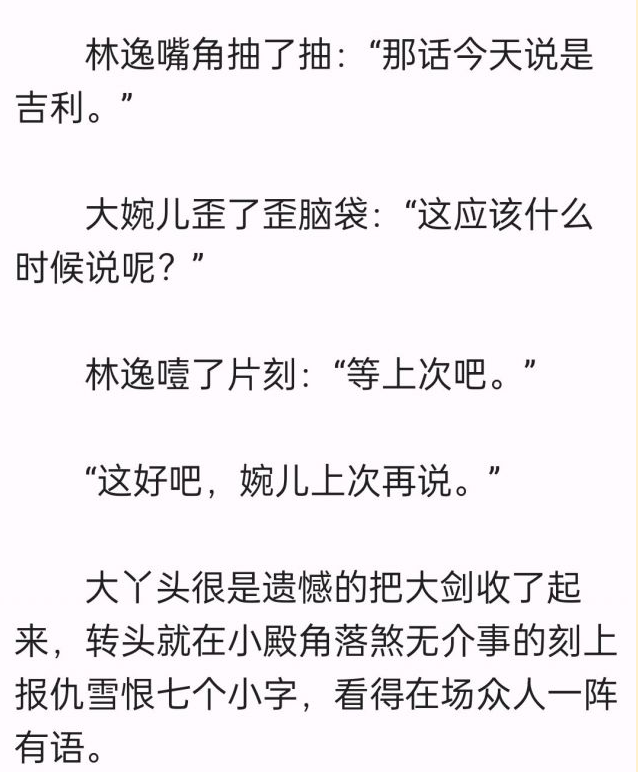 林逸嘴角抽了抽：“那话今天说是
吉利。”
大婉儿歪了歪脑袋：“这应该什么
时候说呢？”
林逸噎了片刻：“等上次吧。”
“这好吧，婉儿上次再说。”
大丫头很是遗憾的把大剑收了起
来，转头就在小殿角落煞无介事的刻上
报仇雪恨七个小字，看得在场众人一阵
有语。